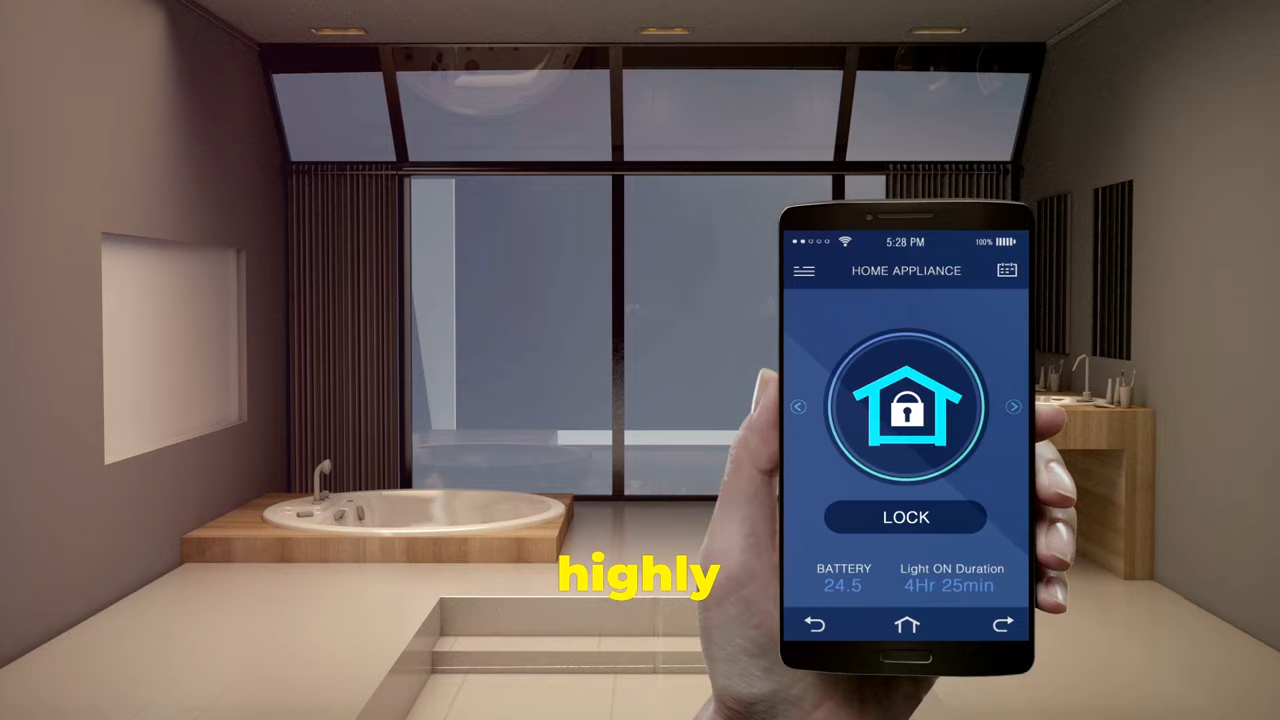 5:28 PM
100%
HOME APPLIANCE
LOCK
BATTERY
Light ON Duration
24.5
4Hr 25min
highly